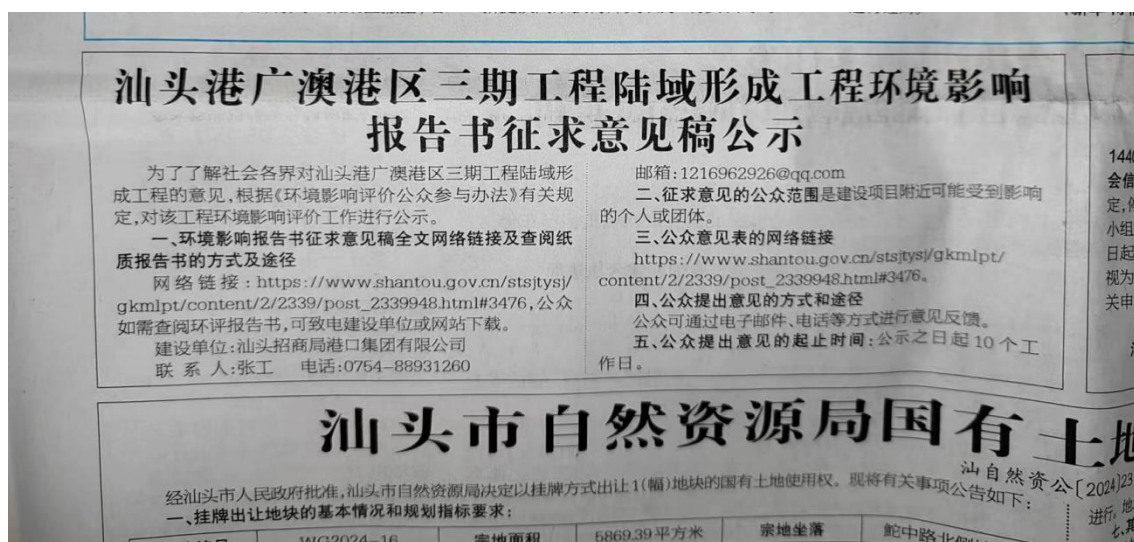 汕头港广澳港区三期工程陆域形成工程环境影响
报告书征求意见稿公示
为了了解社会各界对汕头港广澳港区三期工程陆域形
成工程的意见,根据《环境影响评价公众参与办法》有关规
定,对该工程环境影响评价工作进行公示。
一、环境影响报告书征求意见稿全文网络链接及查阅纸
质报告书的方式及途径
网络链接:https://www.shantou.gov.cn/stsjtysj/
gkmlpt/content/2/2339/post_2339948.html#3476,公众
如需查阅环评报告书,可致电建设单位或网站下载。
建设单位:汕头招商局港口集团有限公司
联系人:张工 电话:0754-88931260
邮箱:1216962926@qq.com
二、征求意见的公众范围是建设项目附近可能受到影响
的个人或团体。
三、公众意见表的网络链接
https://www.shantou.gov.cn/stsjtysj/gkmlpt/
content/2/2339/post_2339948.html#3476。
四、公众提出意见的方式和途径
公众可通过电子邮件、电话等方式进行意见反馈。
五、公众提出意见的起止时间:公示之日起10个工
作日。
1440
会信
定,
小组
日起
视为
关申
汕头市自然资源局国有土地
汕自然资公〔2024〕23
经汕头市人民政府批准,汕头市自然资源局决定以挂牌方式出让1(幅)地块的国有土地使用权。现将有关事项公告如下:
一、挂牌出让地块的基本情况和规划指标要求:
WG2024-16 宗地面积 5869.39平方米 宗地坐落 鮀中路北侧
进行。地
七、其